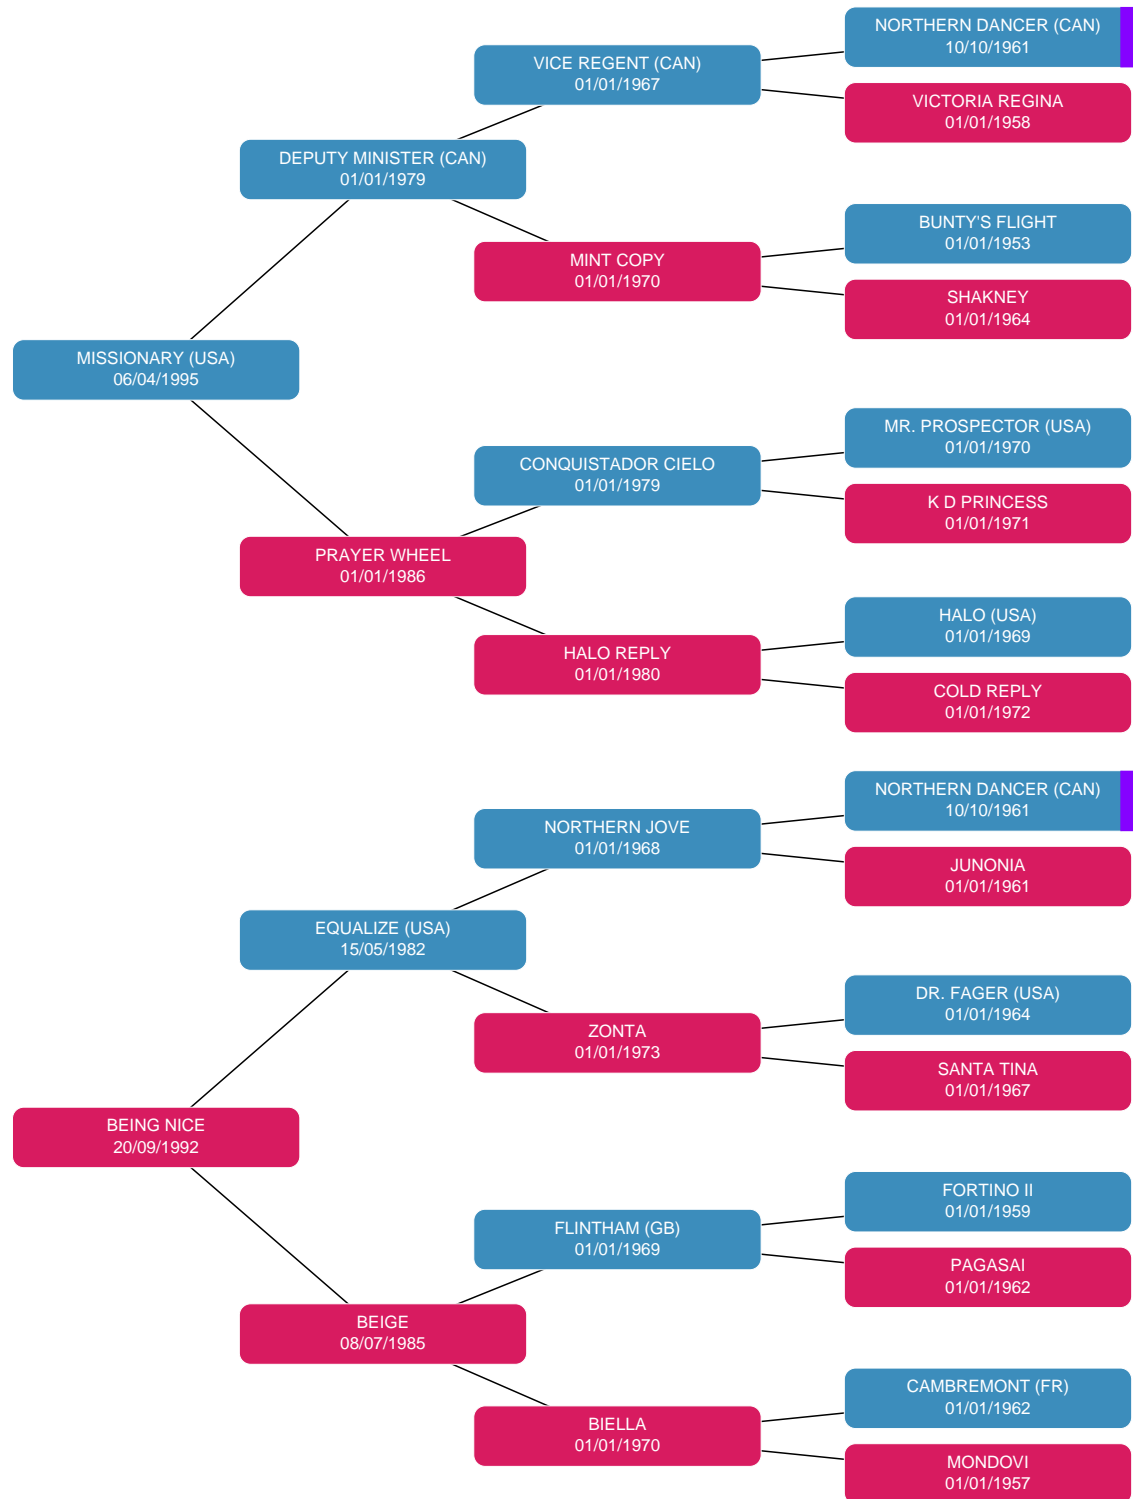 NORTHERN DANCER (CAN)
10/10/1961
VICE REGENT (CAN)
01/01/1967
VICTORIA REGINA
01/01/1958
DEPUTY MINISTER (CAN)
01/01/1979
BUNTY'S FLIGHT
01/01/1953
MINT COPY
01/01/1970
SHAKNEY
01/01/1964
MISSIONARY (USA)
06/04/1995
MR. PROSPECTOR (USA)
01/01/1970
CONQUISTADOR CIELO
01/01/1979
K D PRINCESS
01/01/1971
PRAYER WHEEL
01/01/1986
HALO (USA)
01/01/1969
HALO REPLY
01/01/1980
COLD REPLY
01/01/1972
NORTHERN DANCER (CAN)
10/10/1961
NORTHERN JOVE
01/01/1968
JUNONIA
01/01/1961
EQUALIZE (USA)
15/05/1982
DR. FAGER (USA)
01/01/1964
ZONTA
01/01/1973
SANTA TINA
01/01/1967
BEING NICE
20/09/1992
FORTINO II
01/01/1959
FLINTHAM (GB)
01/01/1969
PAGASAI
01/01/1962
BEIGE
08/07/1985
CAMBREMONT (FR)
01/01/1962
BIELLA
01/01/1970
MONDOVI
01/01/1957